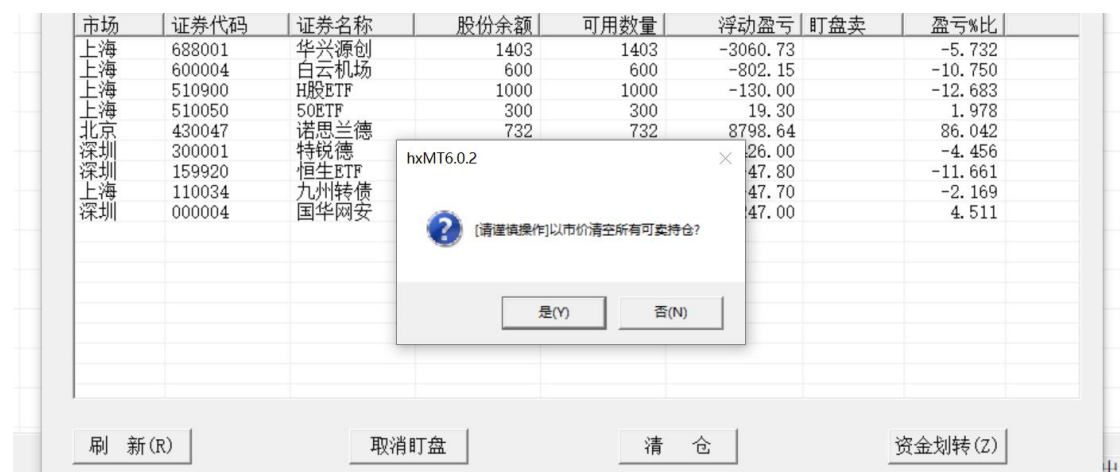 市场 证券代码 证券名称 股份余额 可用数量 浮动盈亏 盯盘卖 盈亏%比
上海 688001 华兴源创 1403 1403 -3060.73 -5.732
上海 600004 白云机场 600 600 -802.15 -10.750
上海 510900 H股ETF 1000 1000 -130.00 -12.683
上海 510050 50ETF 300 300 19.30 1.978
北京 430047 诺思兰德 732 732 8798.64 86.042
深圳 300001 特锐德 26.00 -4.456
深圳 159920 恒生ETF 47.80 -11.661
上海 110034 九州转债 47.70 -2.169
深圳 000004 国华网安 47.00 4.511
hxMT6.0.2
[请谨慎操作]以市价清空所有可卖持仓?
是(Y) 否(N)
刷 新(R) 取消盯盘 清 仓 资金划转(Z)